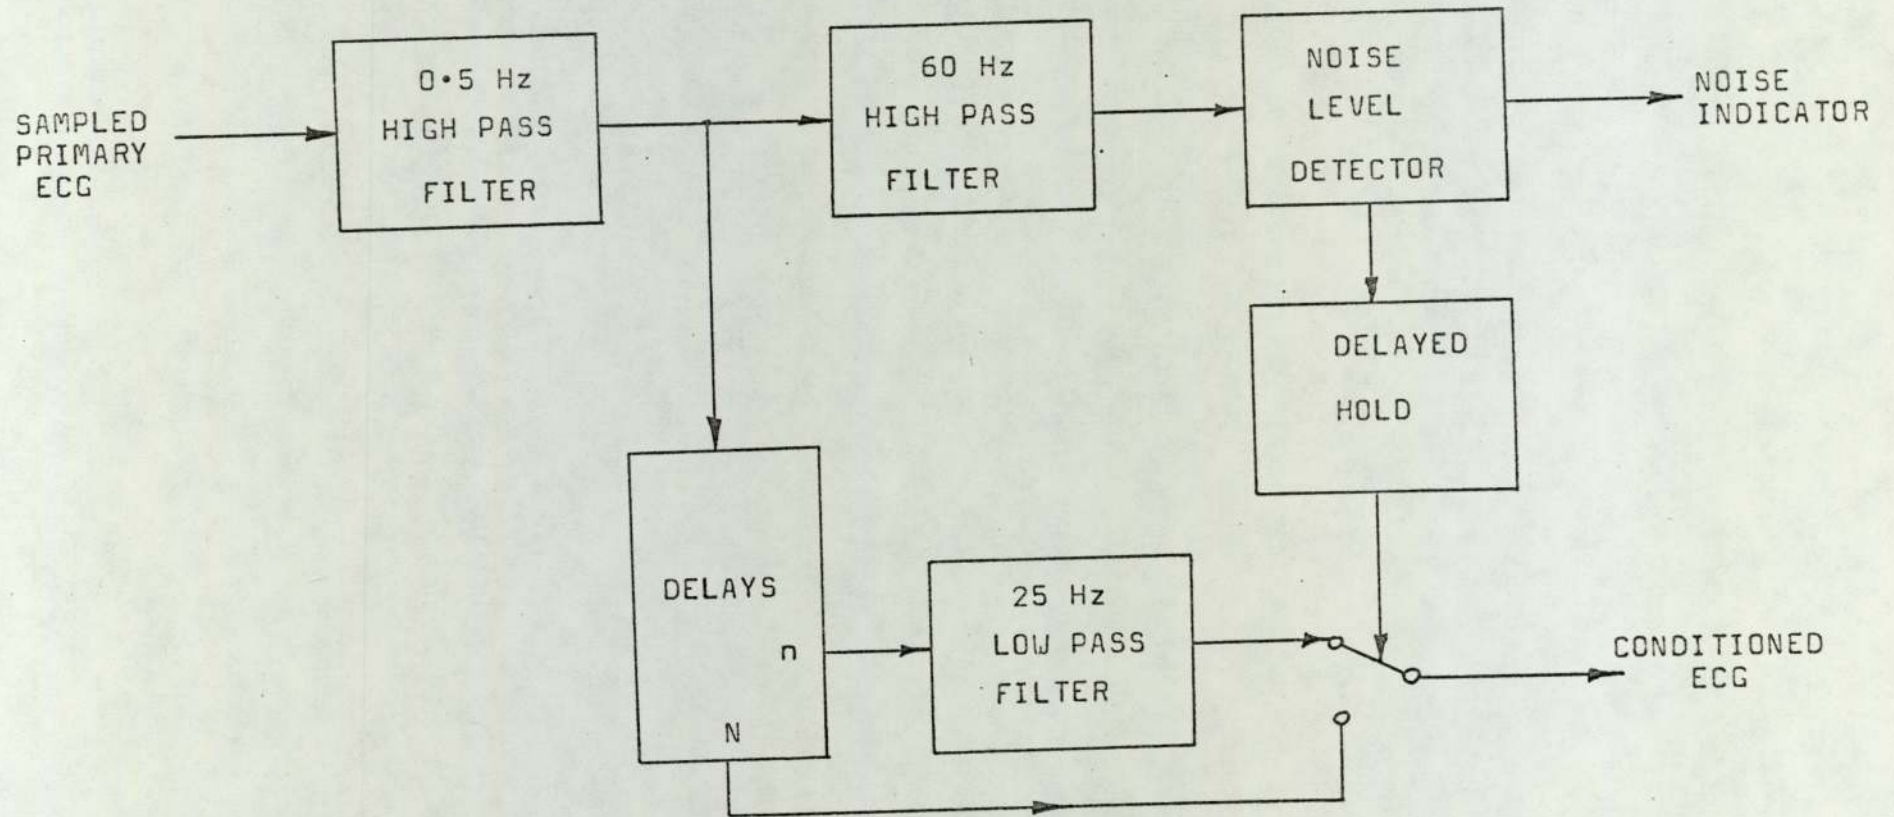 SAMPLED
PRIMARY
ECG
0·5 Hz
HIGH PASS
FILTER
60 Hz
HIGH PASS
FILTER
NOISE
LEVEL
DETECTOR
NOISE
INDICATOR
DELAYED
HOLD
DELAYS
n
N
25 Hz
LOW PASS
FILTER
CONDITIONED
ECG